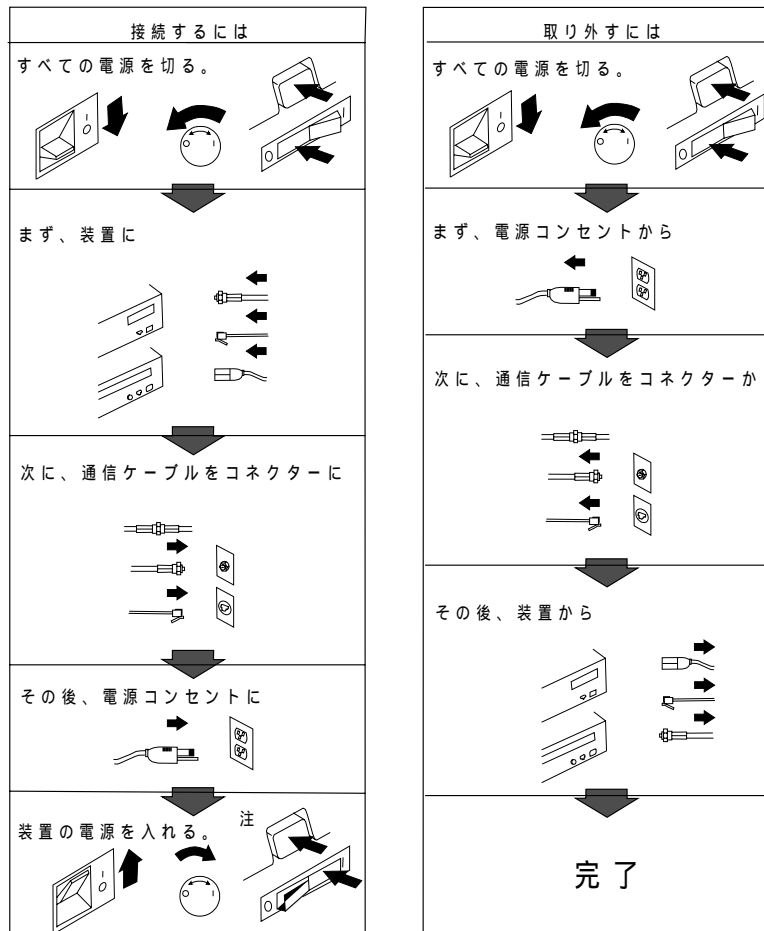 接続するには
すべての電源を切る。
まず、装置に
次に、通信ケーブルをコネクターに
その後、電源コンセントに
装置の電源を入れる。
注
取り外すには
すべての電源を切る。
まず、電源コンセントから
次に、通信ケーブルをコネクターか
その後、装置から
完了